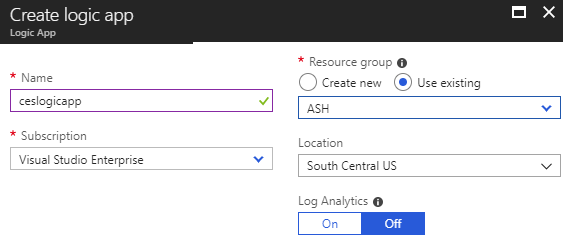 Create logic app
Logic App
* Name
ceslogicapp
* Subscription
Visual Studio Enterprise
* Resource group
Create new Use existing
ASH
Location
South Central US
Log Analytics
On Off